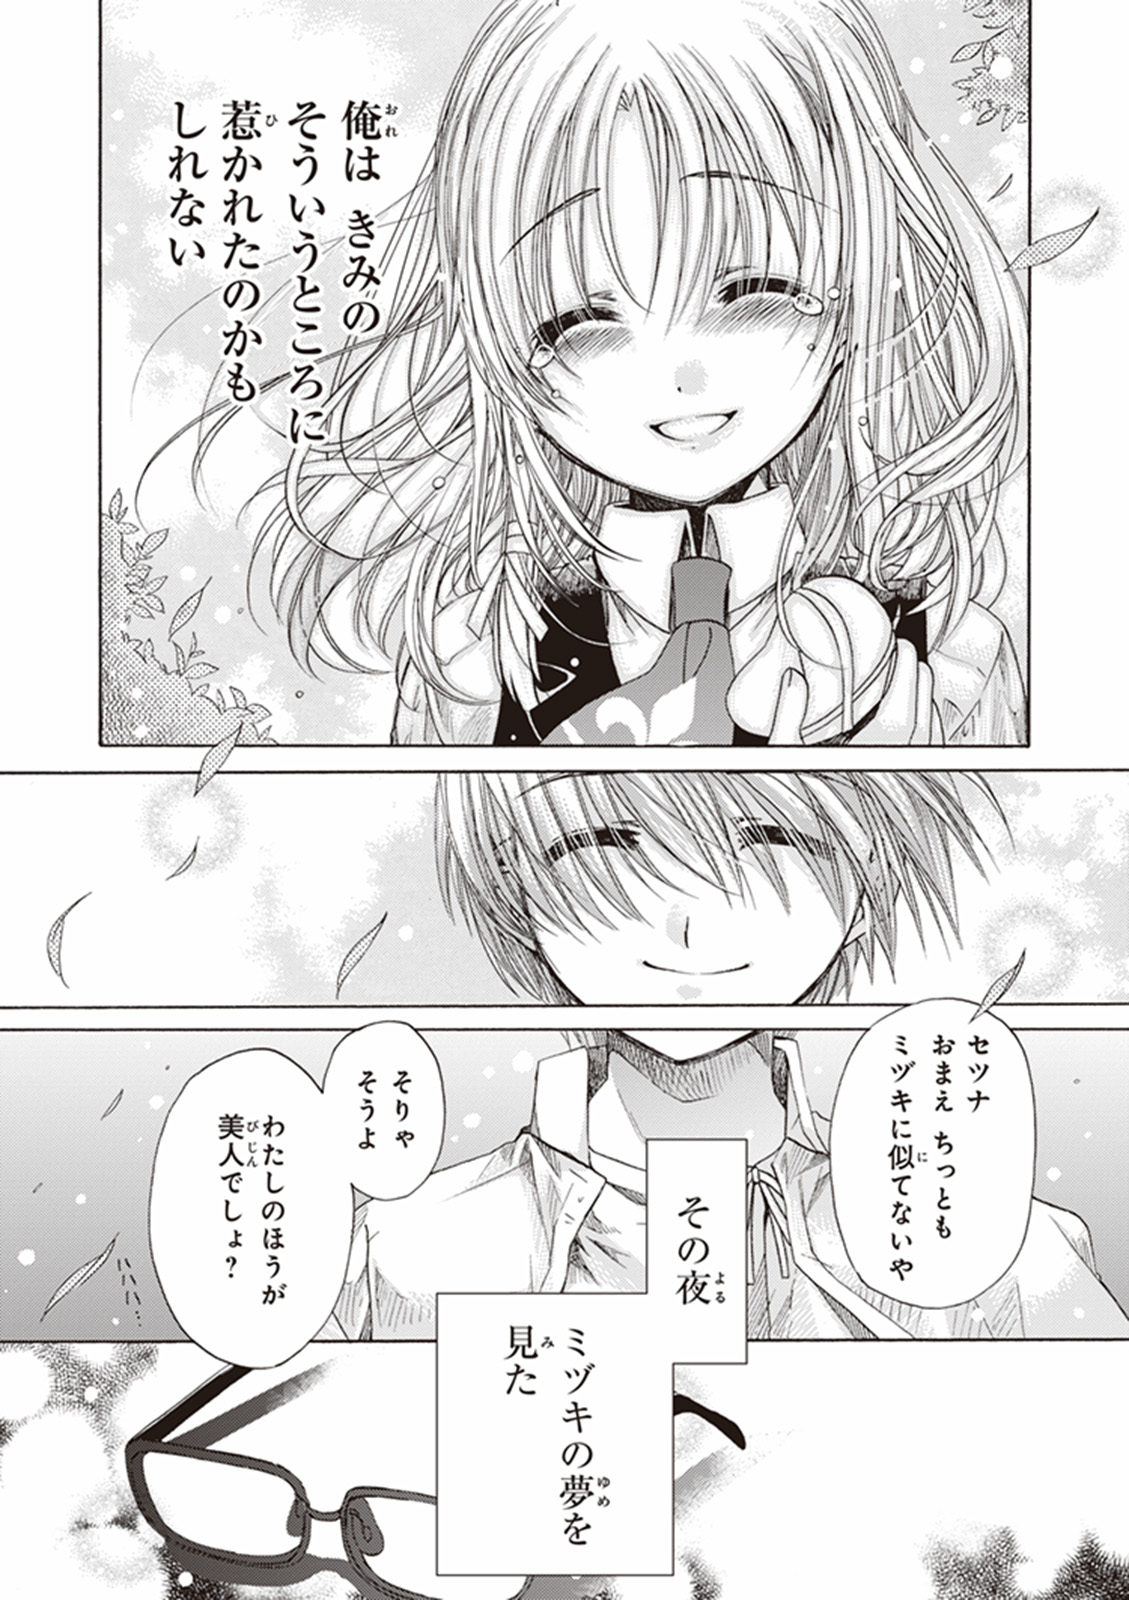 俺は きみの
そういうところに
惹かれたのかも
しれない
セツナ
おまえ ちっとも
ミヅキに似てないや
そりゃ
そうよ
わたしのほうが
美人でしょ？
その夜
ミヅキの夢を
見た